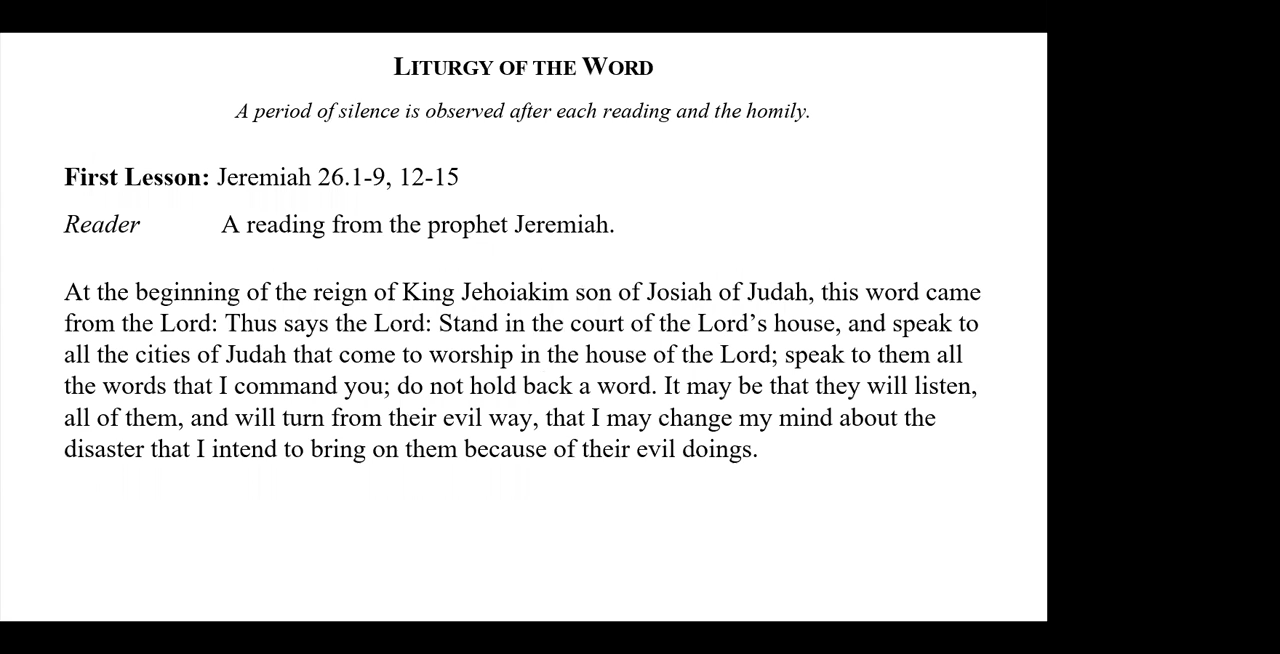 LITURGY OF THE WORD
A period of silence is observed after each reading and the homily.
First Lesson: Jeremiah 26.1-9, 12-15
Reader A reading from the prophet Jeremiah.
At the beginning of the reign of King Jehoiakim son of Josiah of Judah, this word came
from the Lord: Thus says the Lord: Stand in the court of the Lord’s house, and speak to
all the cities of Judah that come to worship in the house of the Lord; speak to them all
the words that I command you; do not hold back a word. It may be that they will listen,
all of them, and will turn from their evil way, that I may change my mind about the
disaster that I intend to bring on them because of their evil doings.